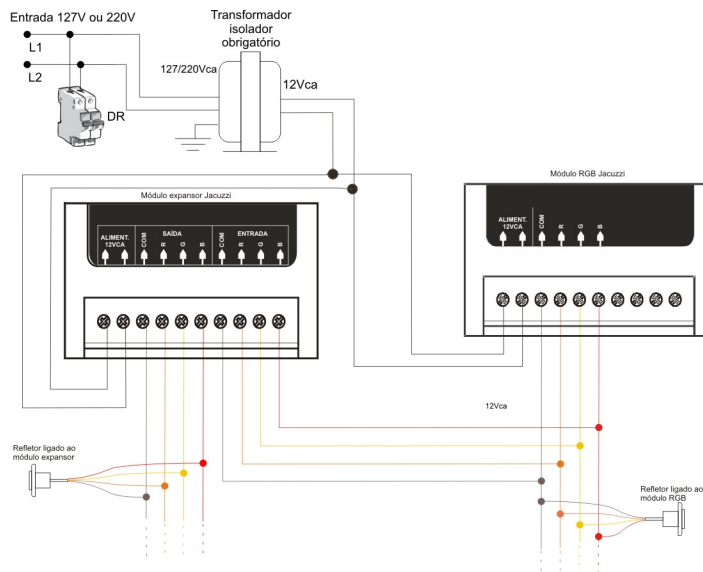 Entrada 127V ou 220V
L1
L2
DR
Transformador
isolador
obrigatório
127/220Vca
12Vca
Módulo expansor Jacuzzi
ALIMENT.
12VCA
SAÍDA
COM
R
G
B
ENTRADA
COM
R
G
B
Módulo RGB Jacuzzi
ALIMENT.
12VCA
COM
R
G
B
12Vca
Refletor ligado ao
módulo expansor
Refletor ligado ao
módulo RGB